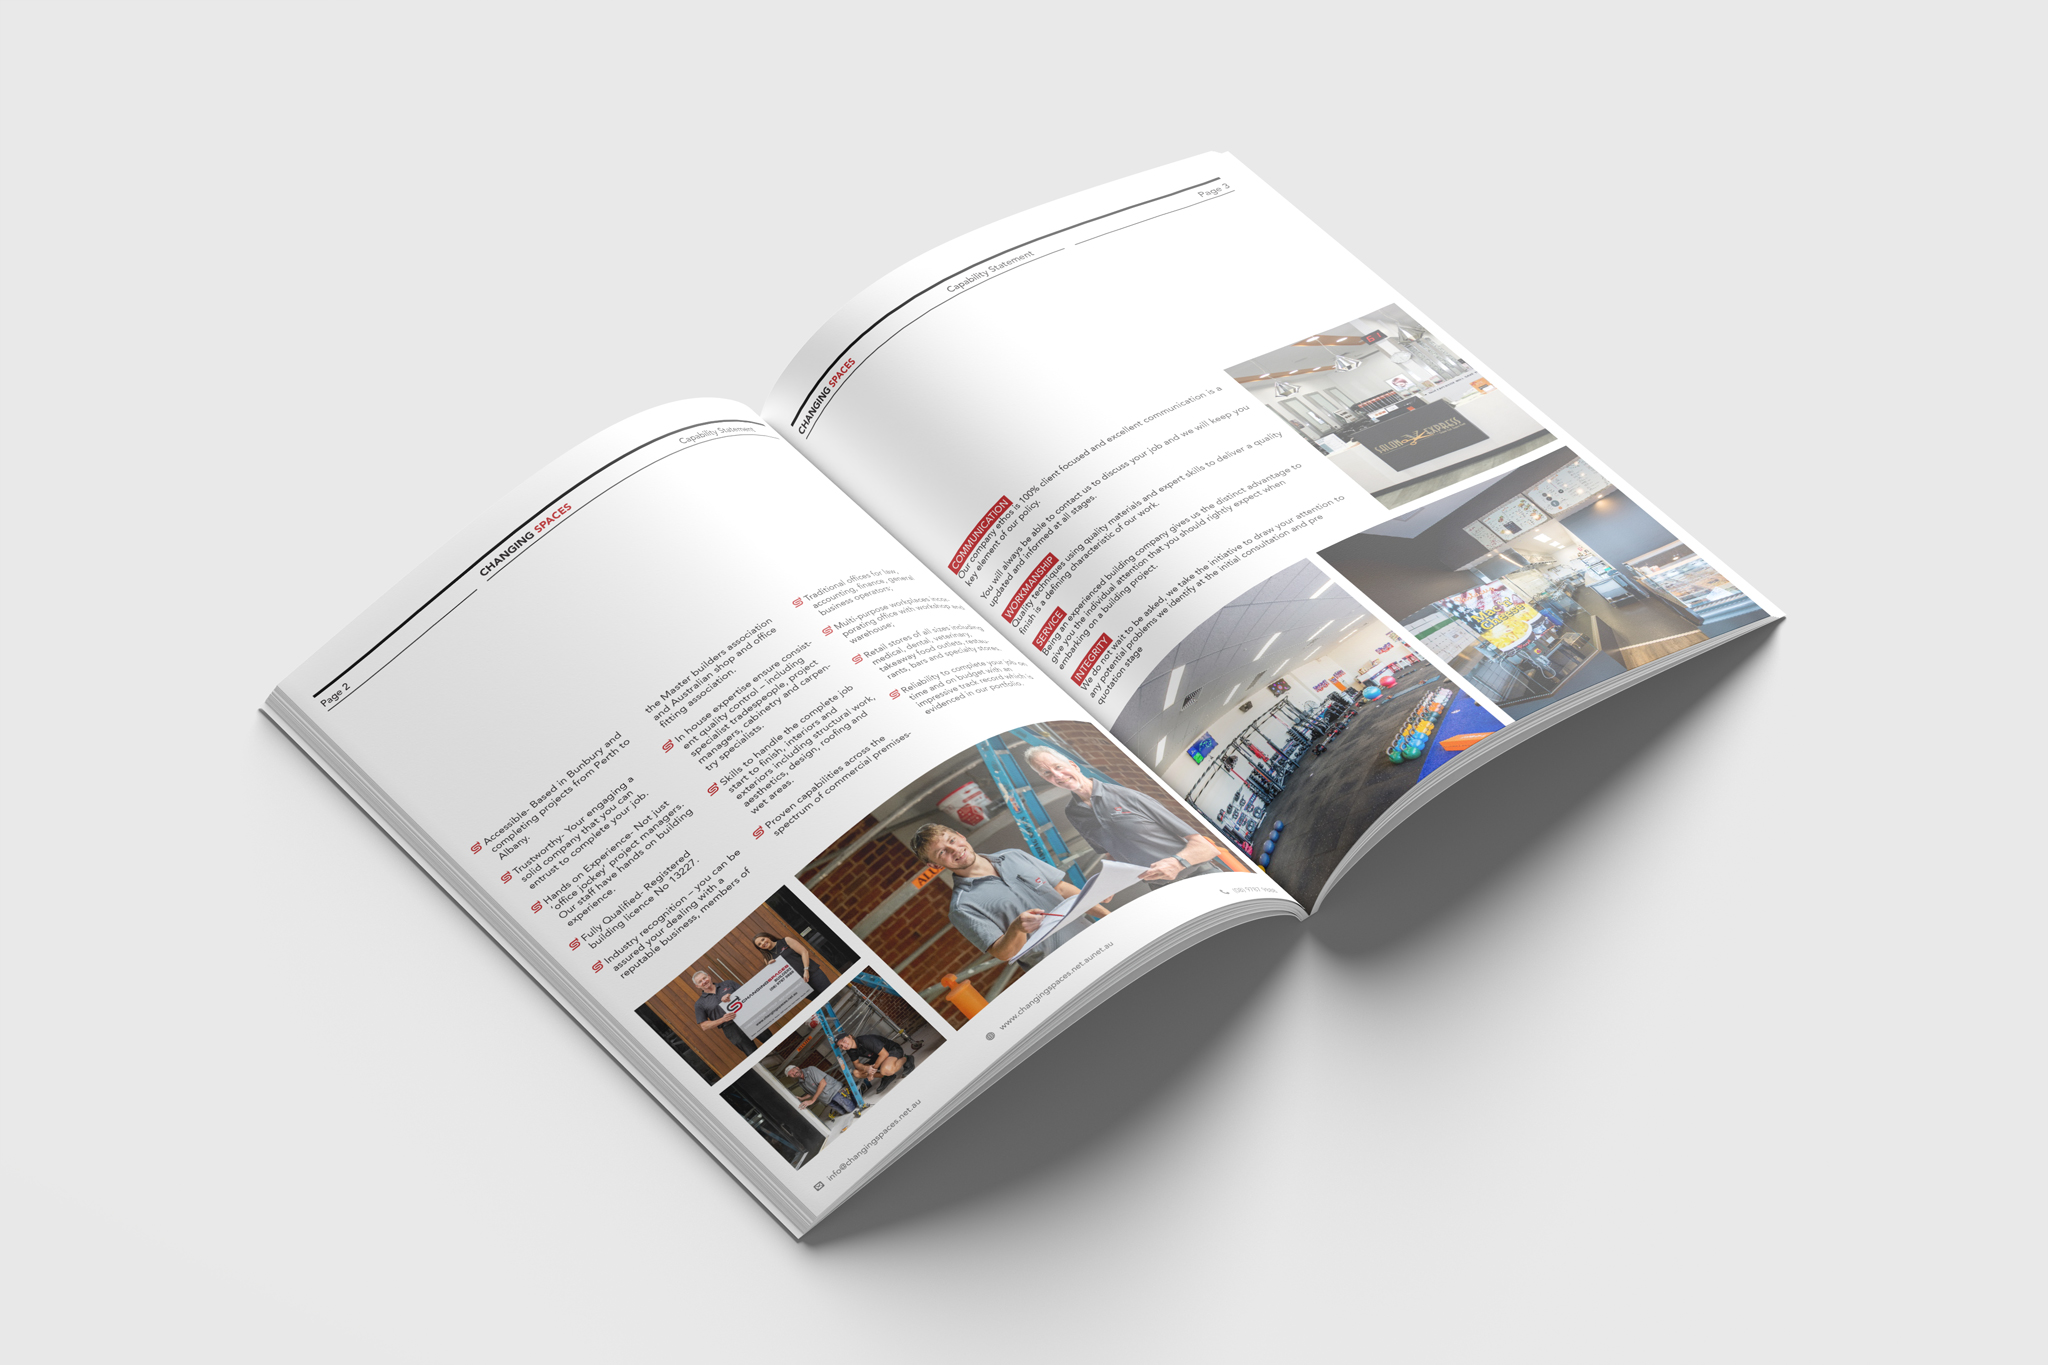 Page 2
CHANGING SPACES
Capability Statement
Accessible- Based in Bunbury and
completing projects from Perth to
Albany.
Trustworthy- Your engaging a
solid company that you can
entrust to complete your job.
Hands on Experience- Not just
'office jockey' project managers.
Our staff have hands on building
experience.
Fully Qualified- Registered
building licence No 13227.
Industry recognition – you can be
assured your dealing with a
reputable business, members of
the Master builders association
and Australian shop and office
fitting association.
In house expertise ensure consist-
ent quality control – including
specialist tradespeople, project
managers, cabinetry and carpen-
try specialists.
Skills to handle the complete job
start to finish, interiors and
exteriors including structural work,
aesthetics, design, roofing and
wet areas.
Proven capabilities across the
spectrum of commercial premises-
Traditional offices for law,
accounting, finance, general
business operators;
Multi-purpose workplaces incor-
porating office with workshop and
warehouse;
Retail stores of all sizes including
medical, dental, veterinary,
takeaway food outlets, restau-
rants, bars and specialty stores.
Reliability to complete your job on
time and on budget with an
impressive track record which is
evidenced in our portfolio.
CHANGINGSPACES
info@changingspaces.net.au
www.changingspaces.net.aunet.au
CHANGING SPACES
Capability Statement
Page 3
COMMUNICATION
Our company ethos is 100% client focused and excellent communication is a
key element of our policy.
You will always be able to contact us to discuss your job and we will keep you
updated and informed at all stages.
WORKMANSHIP
Quality techniques using quality materials and expert skills to deliver a quality
finish is a defining characteristic of our work.
SERVICE
Being an experienced building company gives us the distinct advantage to
give you the individual attention that you should rightly expect when
embarking on a building project.
INTEGRITY
We do not wait to be asked, we take the initiative to draw your attention to
any potential problems we identify at the initial consultation and pre
quotation stage
SALON EXPRESS